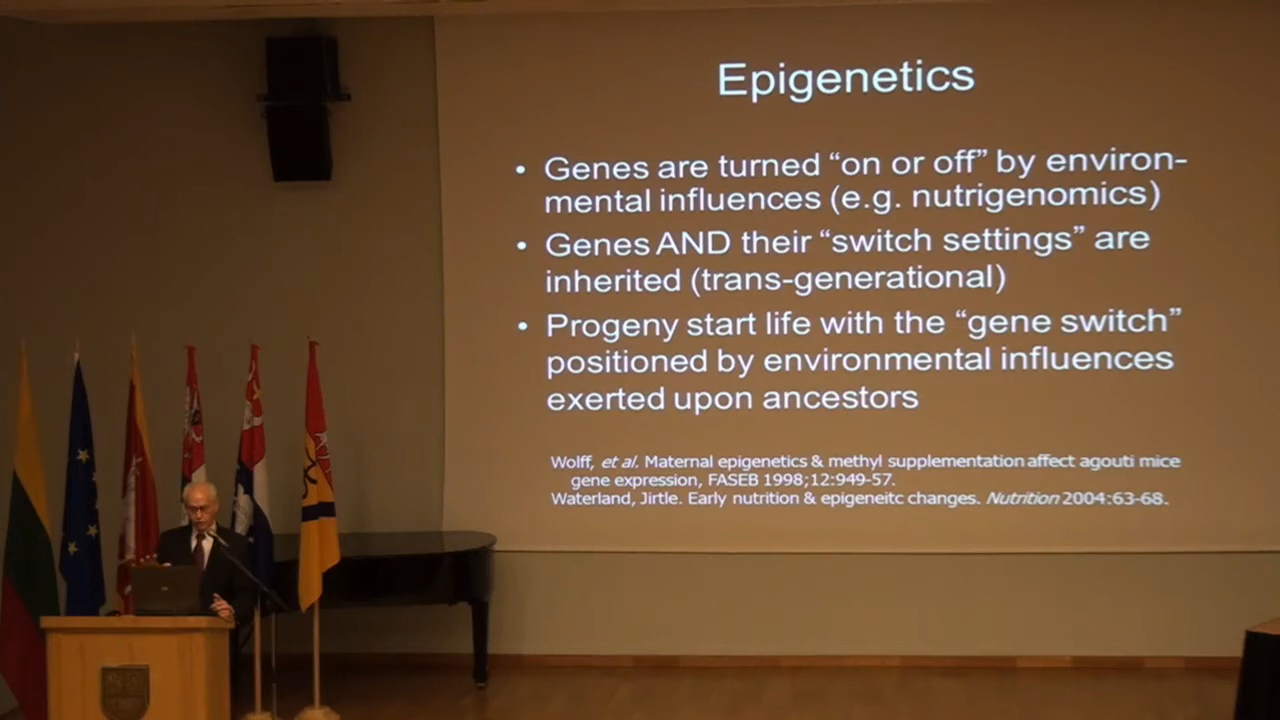 Epigenetics
• Genes are turned “on or off” by environ-
mental influences (e.g. nutrigenomics)
• Genes AND their “switch settings” are
inherited (trans-generational)
• Progeny start life with the “gene switch”
positioned by environmental influences
exerted upon ancestors
Wolff, et al. Maternal epigenetics & methyl supplementation affect agouti mice
gene expression, FASEB 1998;12:949-57.
Waterland, Jirtle. Early nutrition & epigeneitc changes. Nutrition 2004:63-68.